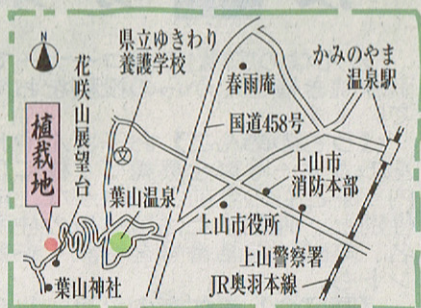 N
県立ゆきわり
養護学校
花咲山展望台
植栽地
春雨庵
国道458号
かみのやま
温泉駅
文
葉山温泉
上山市
消防本部
上山市役所
上山警察署
JR奥羽本線
葉山神社